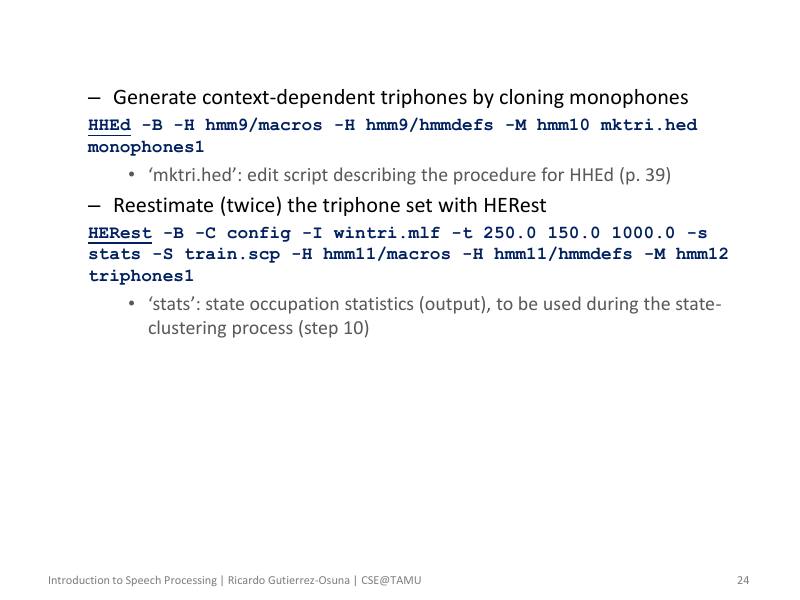 – Generate context-dependent triphones by cloning monophones
HHEd -B -H hmm9/macros -H hmm9/hmmdefs -M hmm10 mktri.hed
monophones1
• ‘mktri.hed’: edit script describing the procedure for HHEd (p. 39)
– Reestimate (twice) the triphone set with HERest
HERest -B -C config -I wintri.mlf -t 250.0 150.0 1000.0 -s
stats -S train.scp -H hmm11/macros -H hmm11/hmmdefs -M hmm12
triphones1
• ‘stats’: state occupation statistics (output), to be used during the state-
clustering process (step 10)
Introduction to Speech Processing | Ricardo Gutierrez-Osuna | CSE@TAMU
24